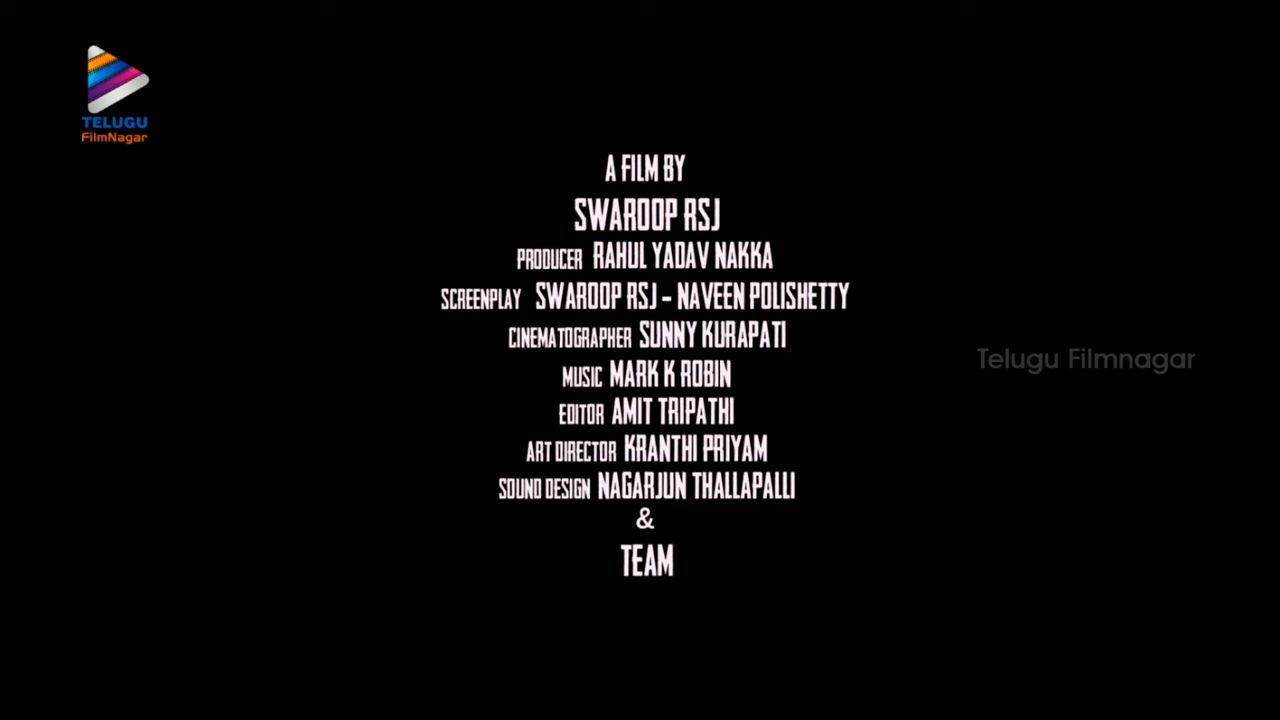 TELUGU
FilmNagar
A FILM BY
SWAROOP RSJ
PRODUCER RAHUL YADAV NAKKA
SCREENPLAY SWAROOP RSJ - NAVEEN POLISHETTY
CINEMATOGRAPHER SUNNY KURAPATI
Telugu Filmnagar
MUSIC MARK K ROBIN
EDITOR AMIT TRIPATHI
ART DIRECTOR KRANTHI PRIYAM
SOUND DESIGN NAGARJUN THALLAPALLI
&
TEAM